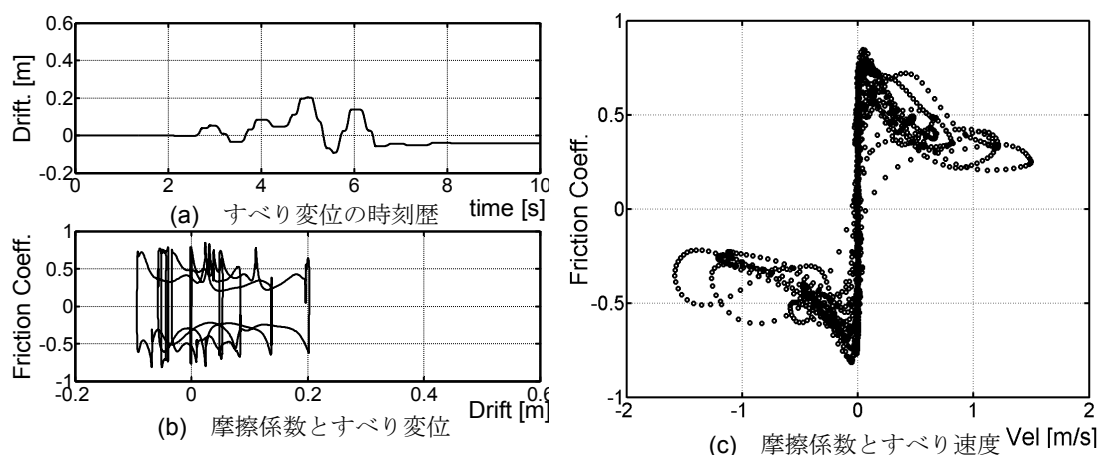 0.6
0.4
0.2
0
-0.2
Drift. [m]
0 2 4 6 8 10
time [s]
(a) すべり変位の時刻歴
1
0.5
0
-0.5
-1
Friction Coeff.
-0.2 0 0.2 0.4 0.6
Drift [m]
(b) 摩擦係数とすべり変位
1
0.5
0
-0.5
-1
Friction Coeff.
-2 -1 0 1 2
Vel [m/s]
(c) 摩擦係数とすべり速度